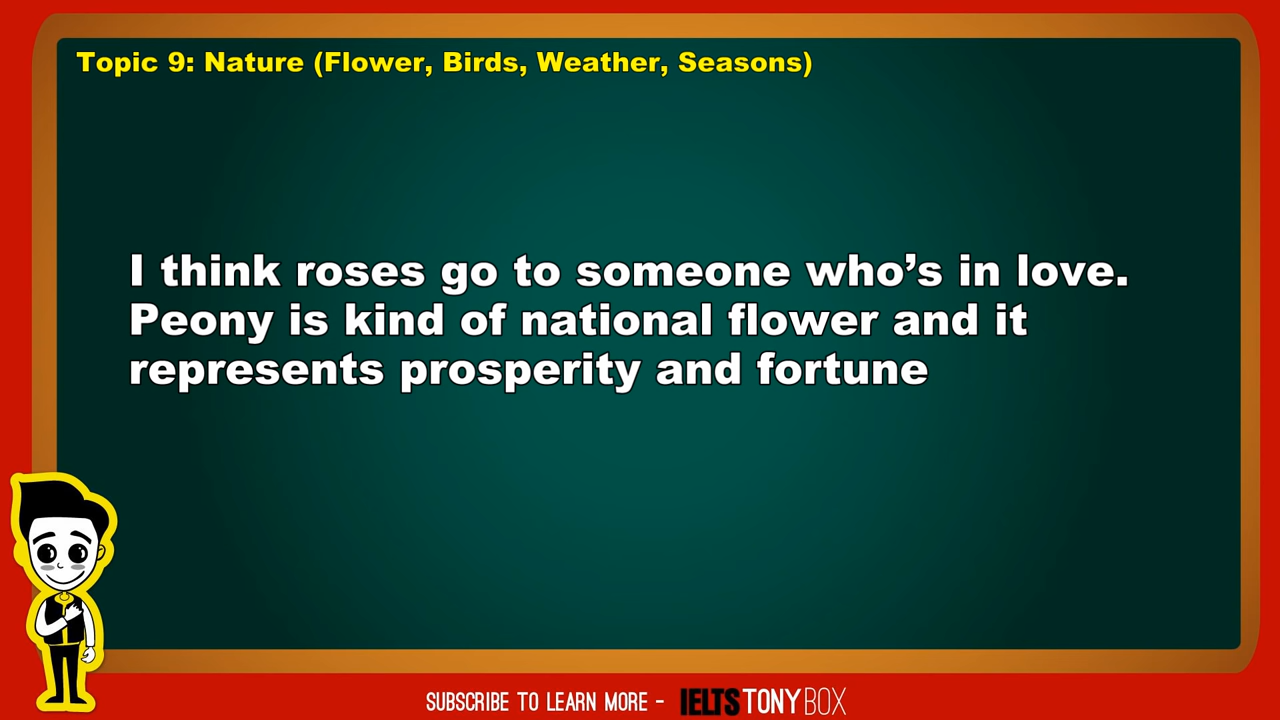 Topic 9: Nature (Flower, Birds, Weather, Seasons)
I think roses go to someone who’s in love.
Peony is kind of national flower and it
represents prosperity and fortune
SUBSCRIBE TO LEARN MORE - IELTSTONYBOX